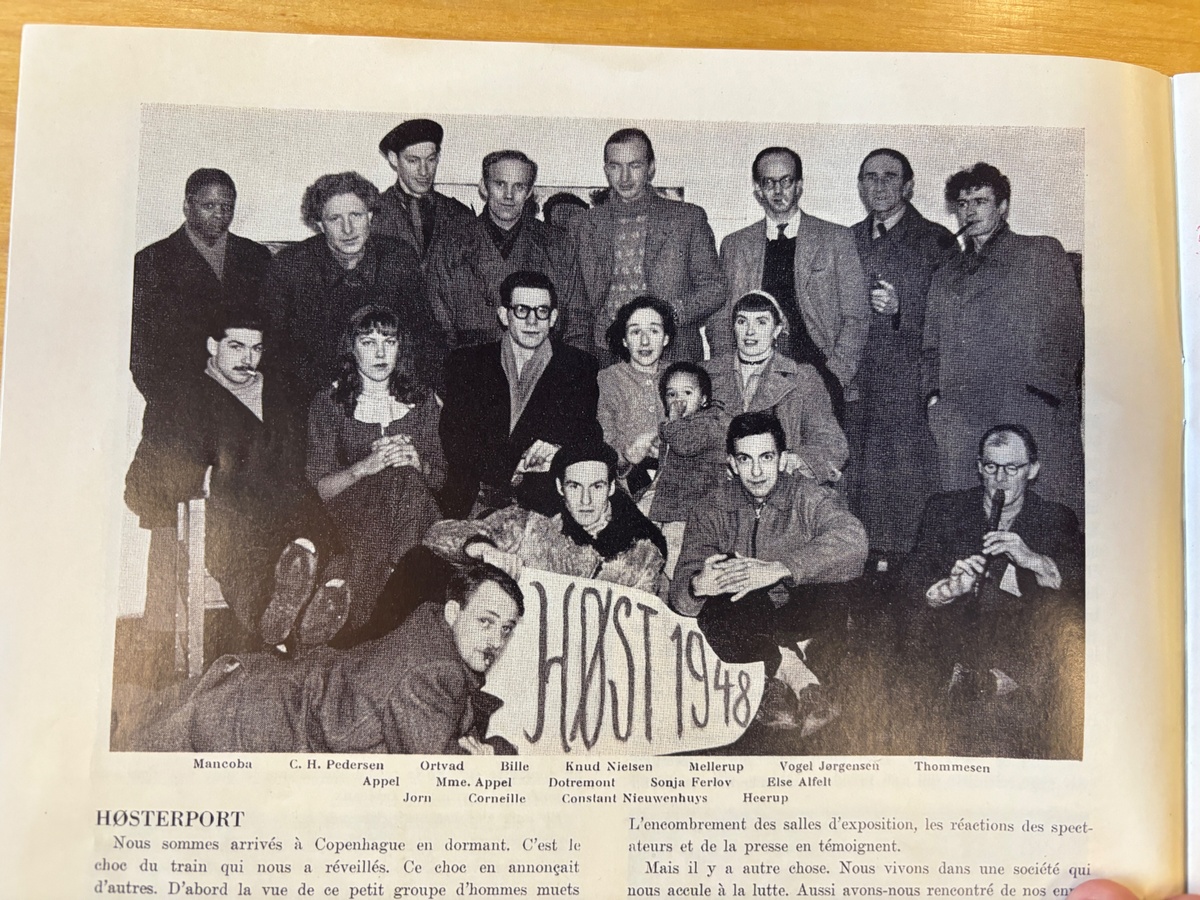 HØST 1948
Mancoba C. H. Pedersen Ortvad Bille Knud Nielsen Mellerup Vogel Jørgensen Thommesen
Appel Mme. Appel Dotremont Sonja Ferlov Else Alfelt
Jorn Corneille Constant Nieuwenhuys Heerup
HØSTERPORT
Nous sommes arrivés à Copenhague en dormant. C'est le
choc du train qui nous a réveillés. Ce choc en annonçait
d'autres. D'abord la vue de ce petit groupe d'hommes muets
L'encombrement des salles d'exposition, les réactions des spect-
ateurs et de la presse en témoignent.
Mais il y a autre chose. Nous vivons dans une société qui
nous accule à la lutte. Aussi avons-nous rencontré de nos